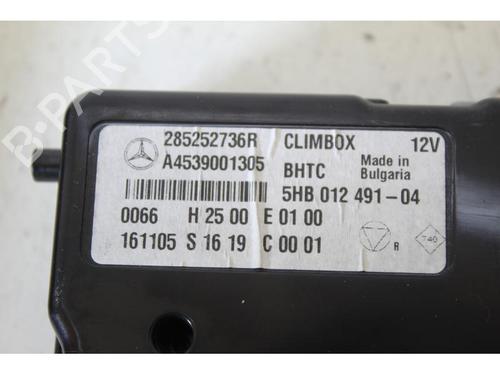 285252736R CLIMBOX 12V
A4539001305 BHTC Made in
Bulgaria
5HB 012 491-04
0066 H 25 00 E 01 00
161105 S 16 19 C 00 01
R
740
B-PARTS